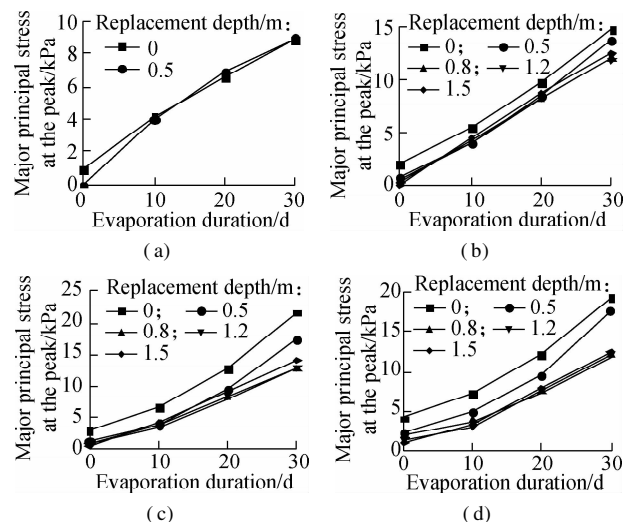 Replacement depth/m:
0
0.5
Major principal stress
at the peak/kPa
10
8
6
4
2
0
0 10 20 30
Evaporation duration/d
(a)
Replacement depth/m:
0; 0.5
0.8; 1.2
1.5
Major principal stress
at the peak/kPa
15
10
5
0
0 10 20 30
Evaporation duration/d
(b)
Replacement depth/m:
0; 0.5
0.8; 1.2
1.5
Major principal stress
at the peak/kPa
25
20
15
10
5
0
0 10 20 30
Evaporation duration/d
(c)
Replacement depth/m:
0; 0.5
0.8; 1.2
1.5
Major principal stress
at the peak/kPa
20
15
10
5
0
0 10 20 30
Evaporation duration/d
(d)